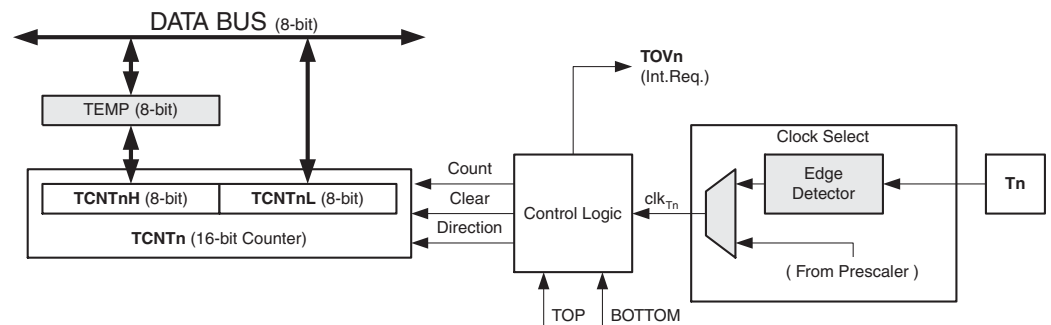 DATA BUS (8-bit)
TOVn
(Int.Req.)
TEMP (8-bit)
Clock Select
Count
Edge
Detector
Tn
TCNTnH (8-bit)
TCNTnL (8-bit)
Clear
Control Logic
clkTn
TCNTn (16-bit Counter)
Direction
( From Prescaler )
TOP
BOTTOM